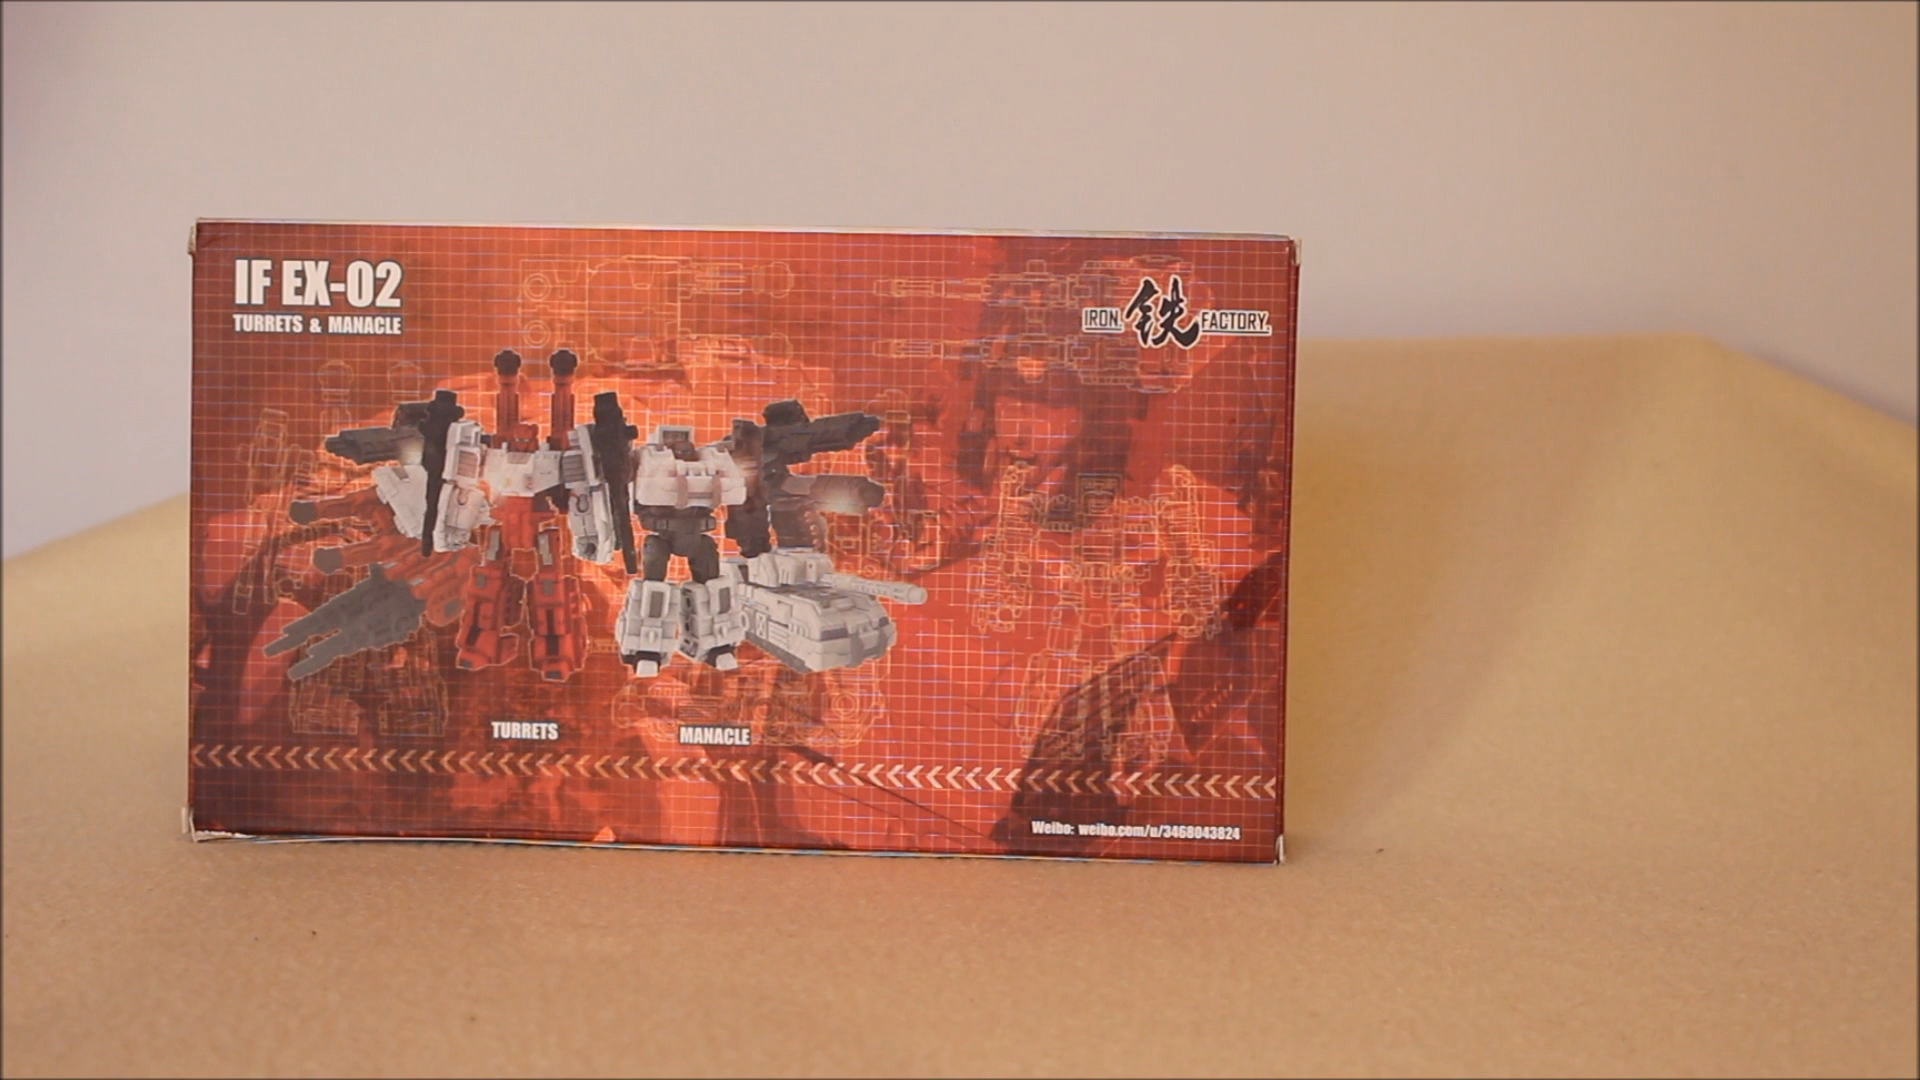 IF EX-02
TURRETS & MANACLE
IRON. 铁 FACTORY.
TURRETS
MANACLE
Weibo: weibo.com/u/3468043824